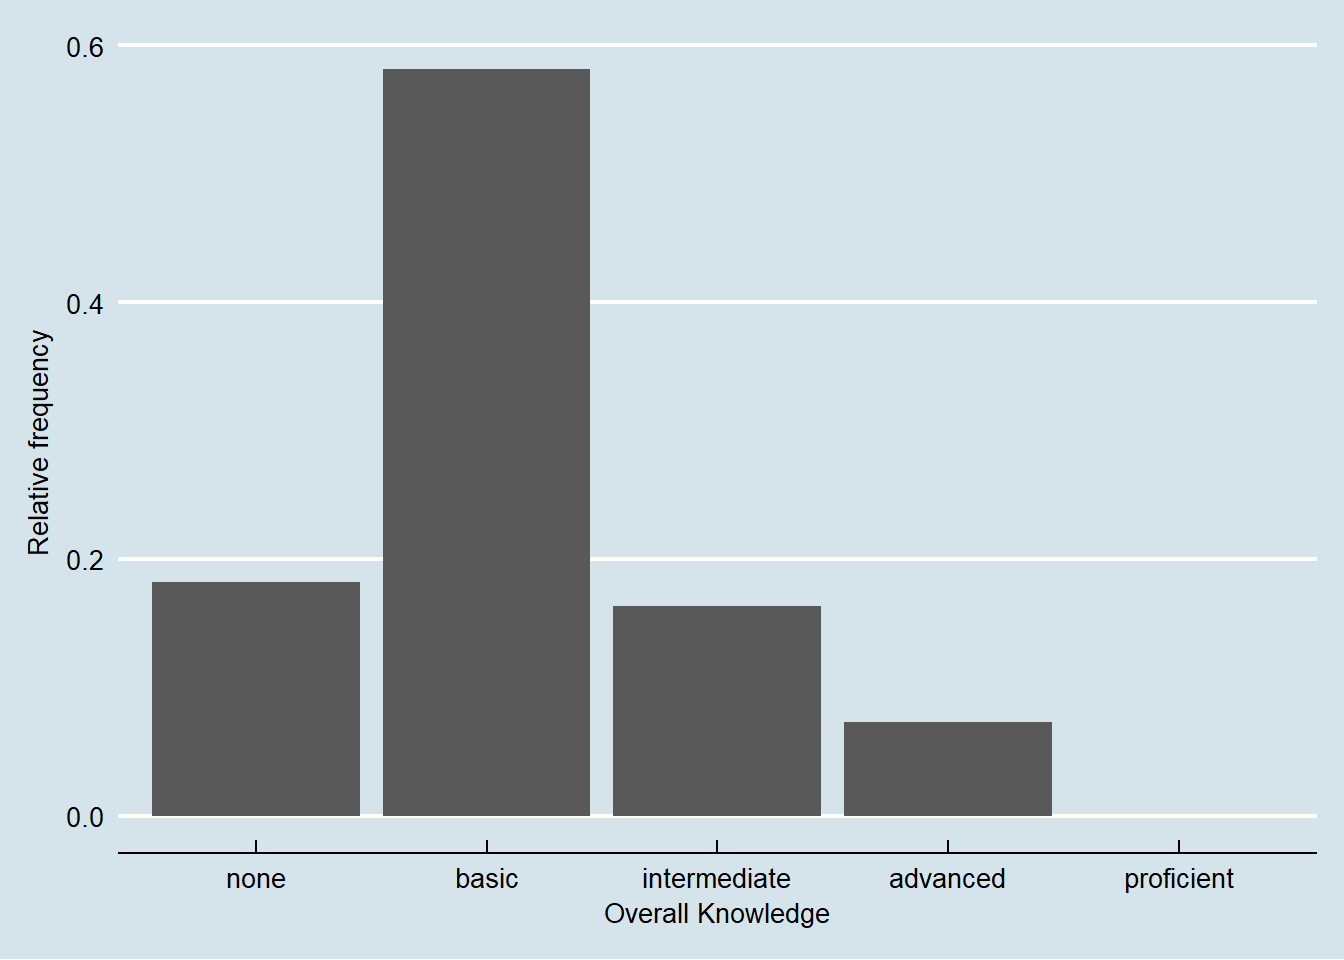 0.6
0.4
0.2
0.0
Relative frequency
none basic intermediate advanced proficient
Overall Knowledge